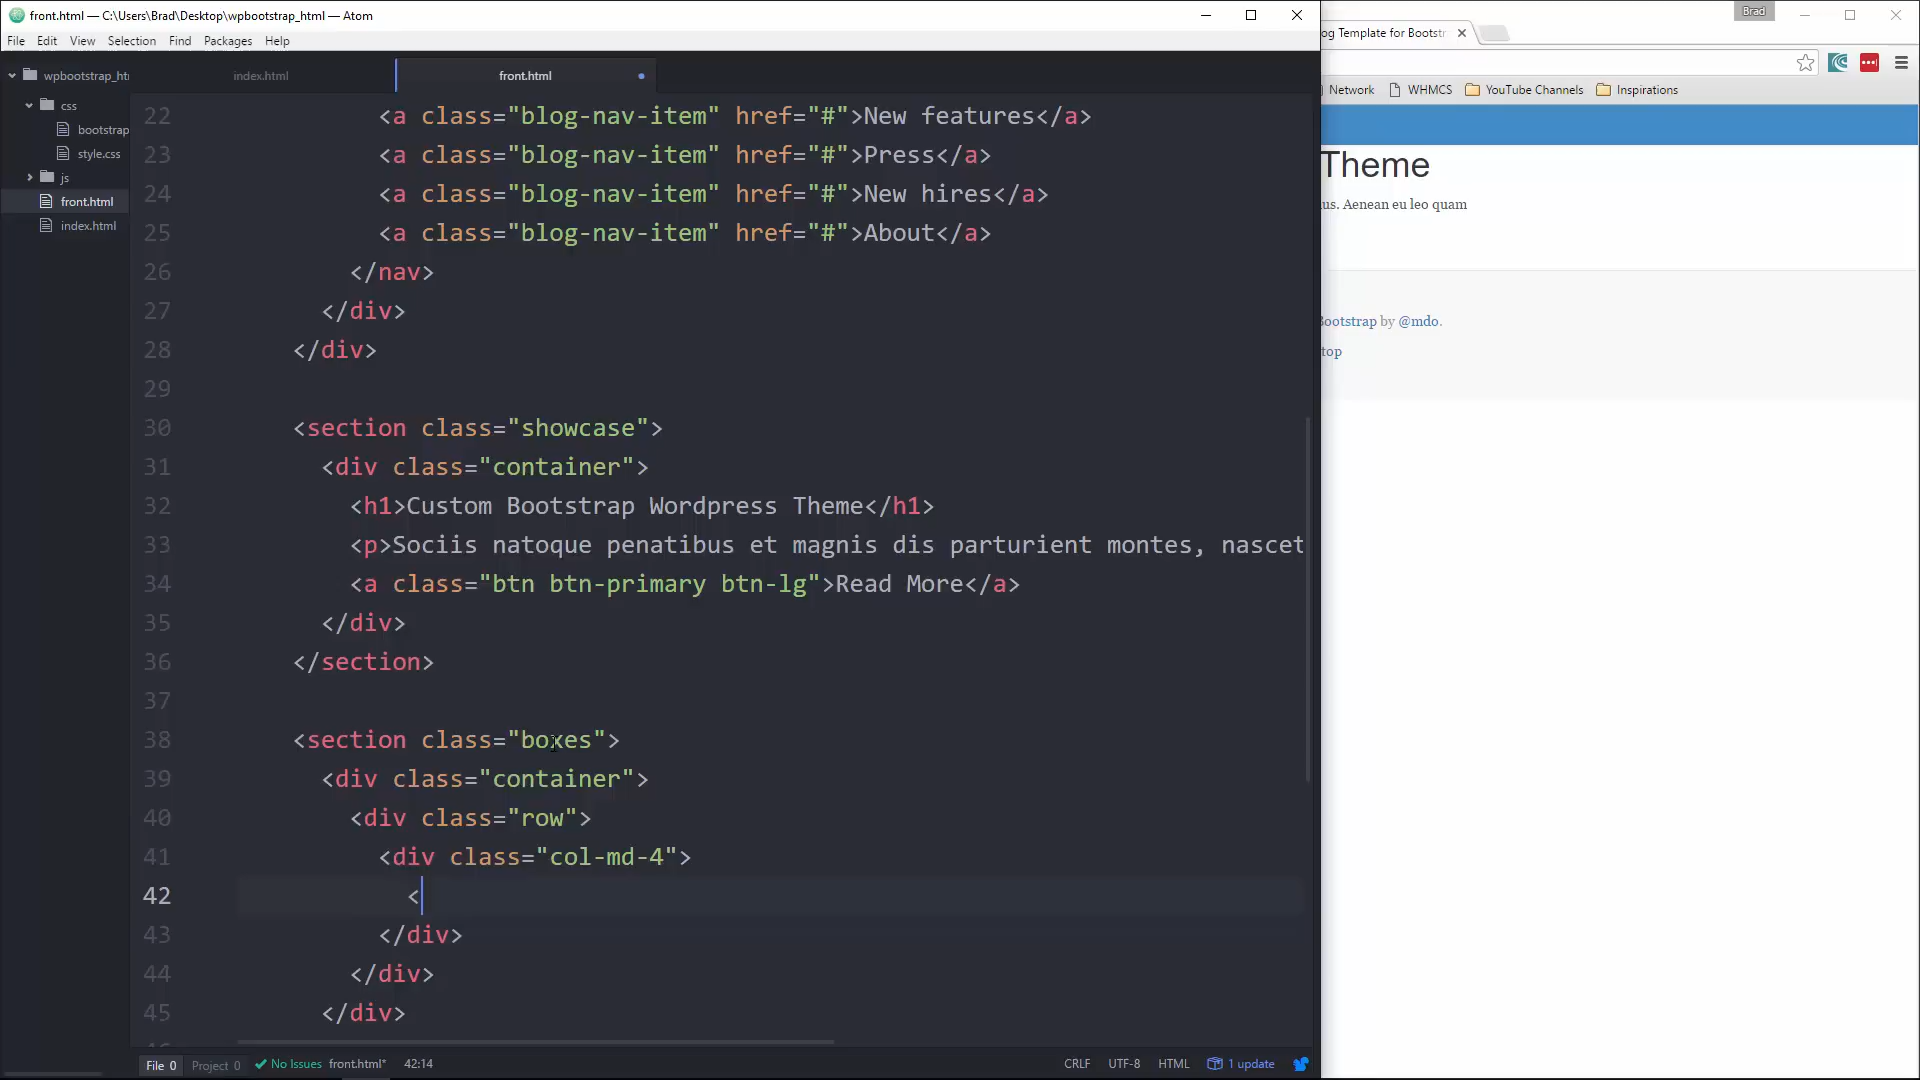 front.html — C:\Users\Brad\Desktop\wpbootstrap_html — Atom
Brad
File Edit View Selection Find Packages Help
og Template for Bootstr
wpbootstrap_ht
index.html
front.html
Network WHMCS YouTube Channels Inspirations
css
bootstrap
style.css
js
front.html
index.html
22 <a class="blog-nav-item" href="#">New features</a>
23 <a class="blog-nav-item" href="#">Press</a>
24 <a class="blog-nav-item" href="#">New hires</a>
25 <a class="blog-nav-item" href="#">About</a>
26 </nav>
27 </div>
28 </div>
29
30 <section class="showcase">
31 <div class="container">
32 <h1>Custom Bootstrap Wordpress Theme</h1>
33 <p>Sociis natoque penatibus et magnis dis parturient montes, nascet
34 <a class="btn btn-primary btn-lg">Read More</a>
35 </div>
36 </section>
37
38 <section class="boxes">
39 <div class="container">
40 <div class="row">
41 <div class="col-md-4">
42 <
43 </div>
44 </div>
45 </div>
Theme
us. Aenean eu leo quam
Bootstrap by @mdo.
top
File 0 Project 0 No Issues front.html* 42:14 CRLF UTF-8 HTML 1 update